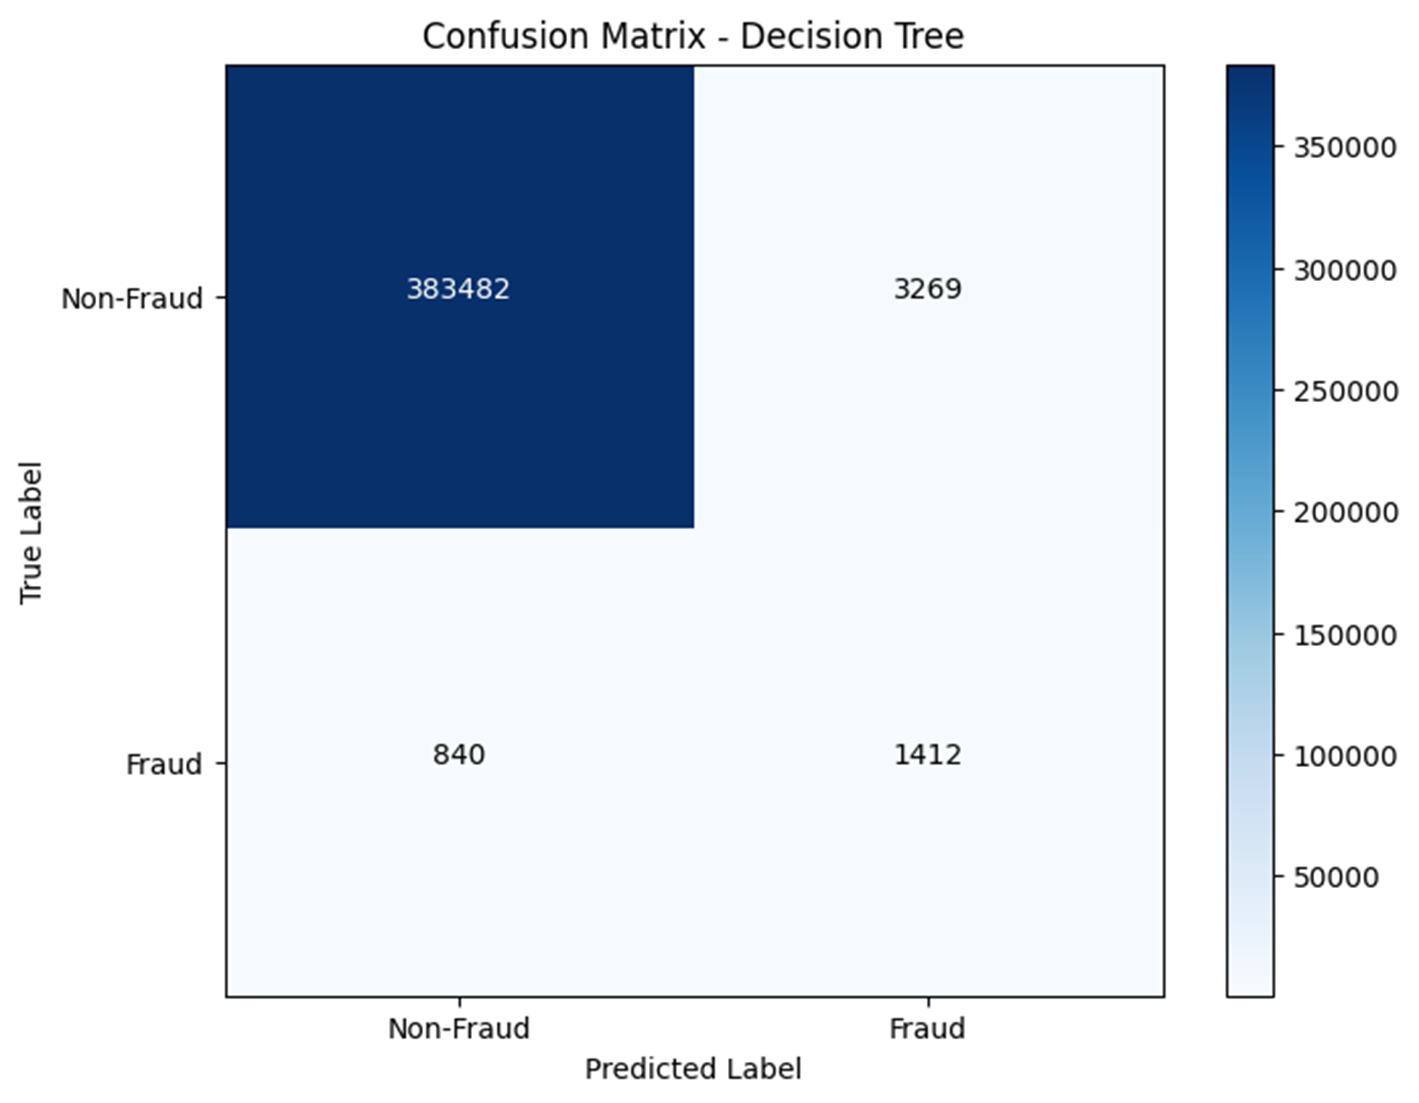 Confusion Matrix - Decision Tree
Non-Fraud
383482
3269
Fraud
840
1412
Non-Fraud
Fraud
Predicted Label
True Label
350000
300000
250000
200000
150000
100000
50000